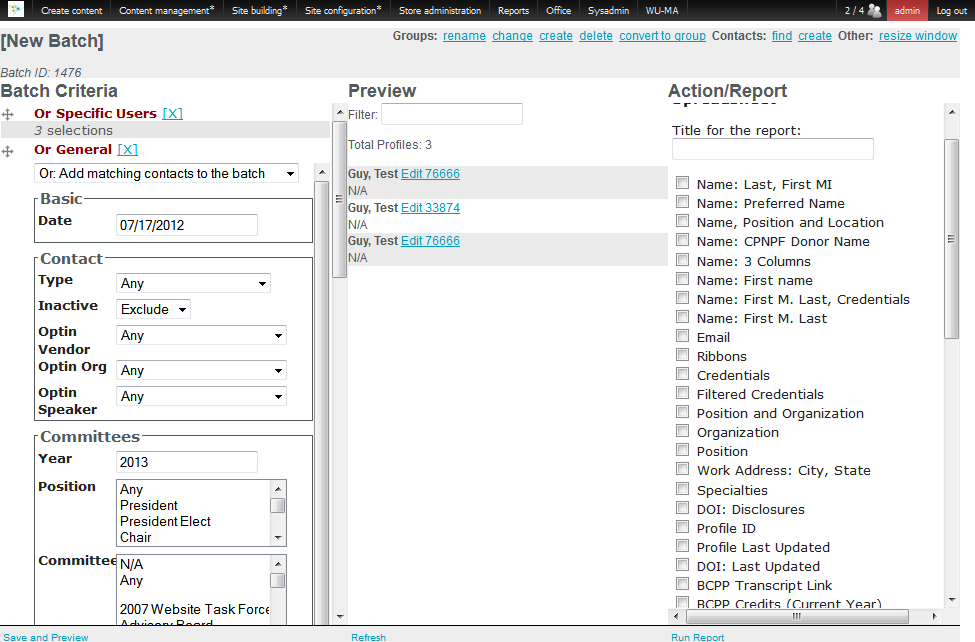 Create content Content management* Site building* Site configuration* Store administration Reports Office Sysadmin WU-MA 2 / 4 admin Log out
[New Batch]
Groups: rename change create delete convert to group Contacts: find create Other: resize window
Batch ID: 1476
Batch Criteria
Or Specific Users [X]
3 selections
Or General [X]
Or: Add matching contacts to the batch
Basic
Date 07/17/2012
Contact
Type Any
Inactive Exclude
Optin Vendor Any
Optin Org Any
Optin Speaker Any
Committees
Year 2013
Position Any
President
President Elect
Chair
Committee N/A
Any
2007 Website Task Force
Advisory Board
Save and Preview
Preview
Filter:
Total Profiles: 3
Guy, Test Edit 76666
N/A
Guy, Test Edit 33874
N/A
Guy, Test Edit 76666
N/A
Refresh
Action/Report
Title for the report:
Name: Last, First MI
Name: Preferred Name
Name, Position and Location
Name: CPNPF Donor Name
Name: 3 Columns
Name: First name
Name: First M. Last, Credentials
Name: First M. Last
Email
Ribbons
Credentials
Filtered Credentials
Position and Organization
Organization
Position
Work Address: City, State
Specialties
DOI: Disclosures
Profile ID
Profile Last Updated
DOI: Last Updated
BCPP Transcript Link
BCPP Credits (Current Year)
Run Report